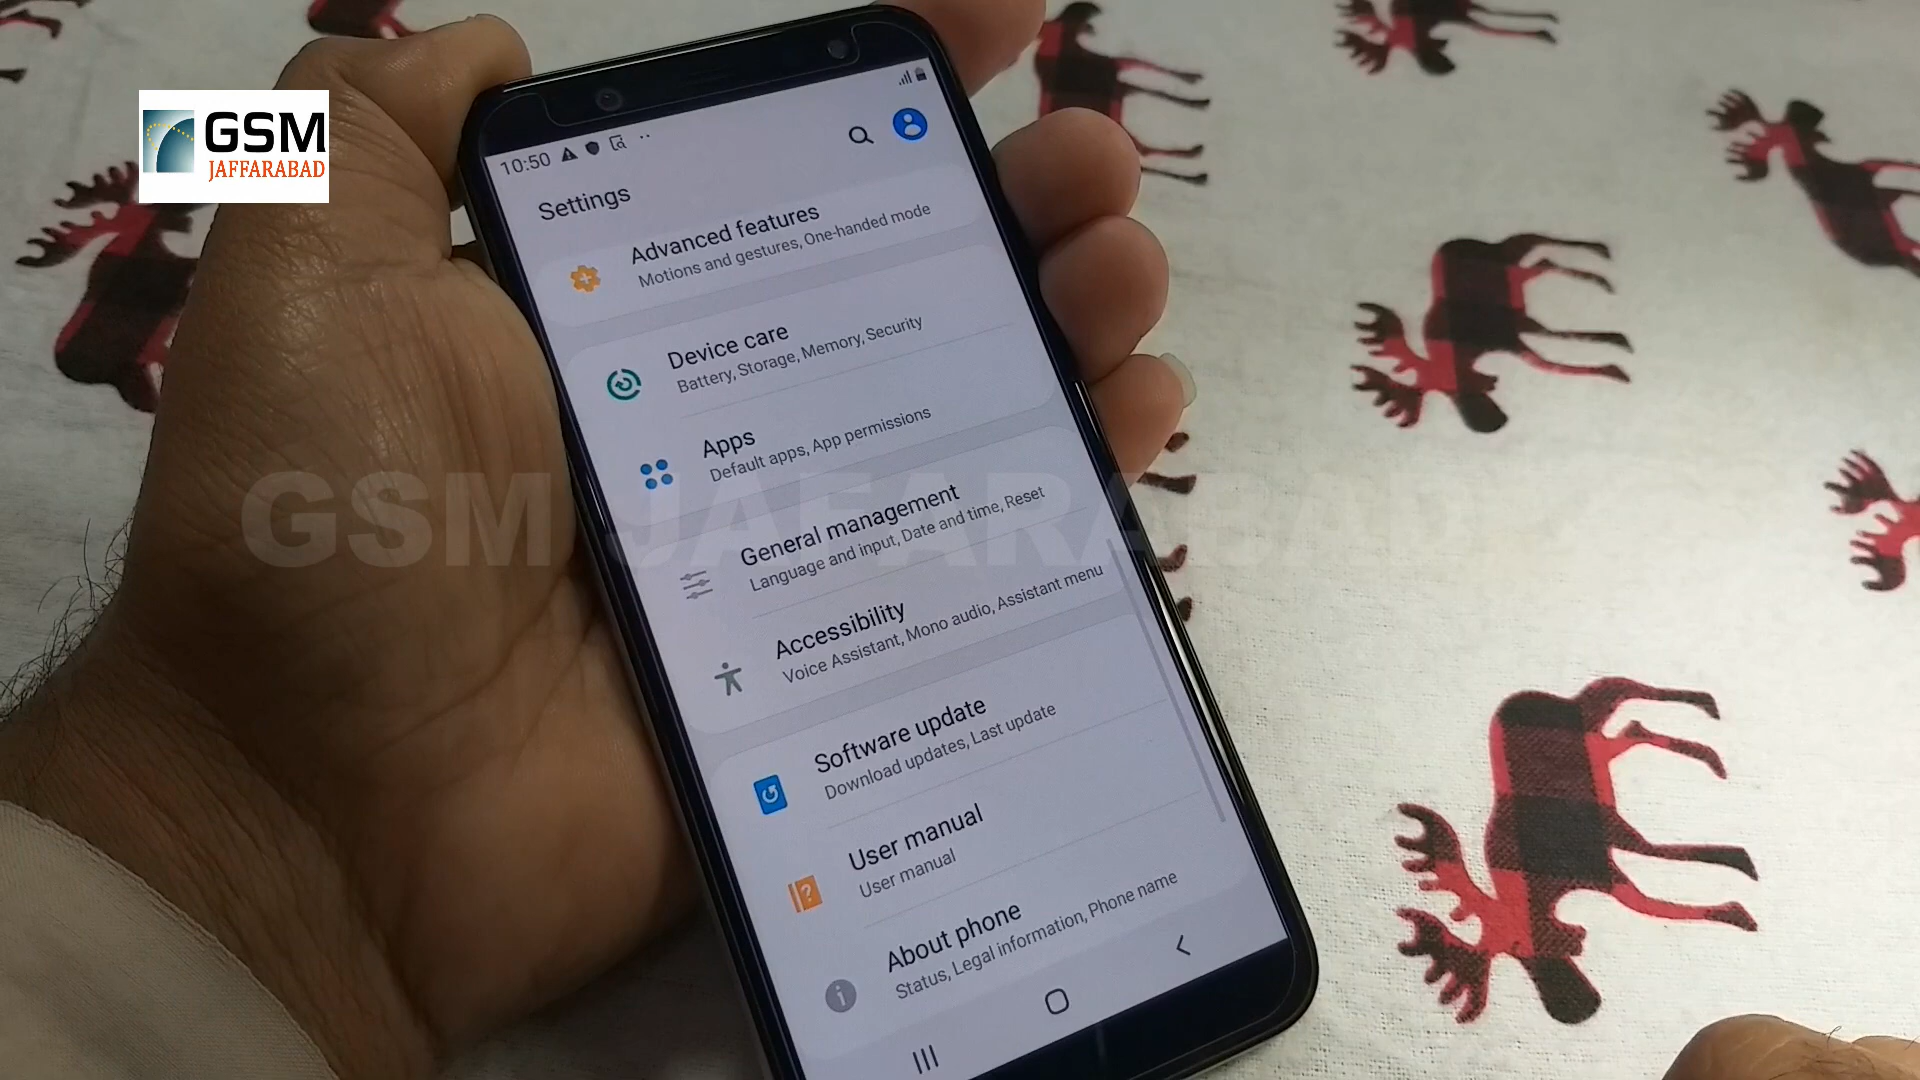 GSM
JAFFARABAD
10:50
Settings
Advanced features
Motions and gestures, One-handed mode
Device care
Battery, Storage, Memory, Security
Apps
Default apps, App permissions
GSM JAFARABAD
General management
Language and input, Date and time, Reset
Accessibility
Voice Assistant, Mono audio, Assistant menu
Software update
Download updates, Last update
User manual
User manual
About phone
Status, Legal information, Phone name